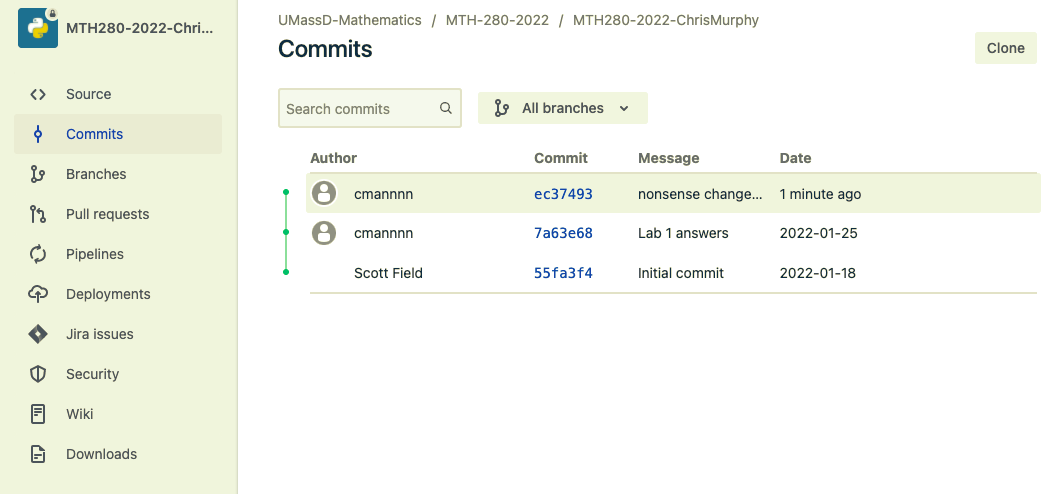 MTH280-2022-Chri...
Source
Commits
Branches
Pull requests
Pipelines
Deployments
Jira issues
Security
Wiki
Downloads
UMassD-Mathematics / MTH-280-2022 / MTH280-2022-ChrisMurphy
Commits
Clone
Search commits
All branches
Author Commit Message Date
cmannnn ec37493 nonsense change... 1 minute ago
cmannnn 7a63e68 Lab 1 answers 2022-01-25
Scott Field 55fa3f4 Initial commit 2022-01-18